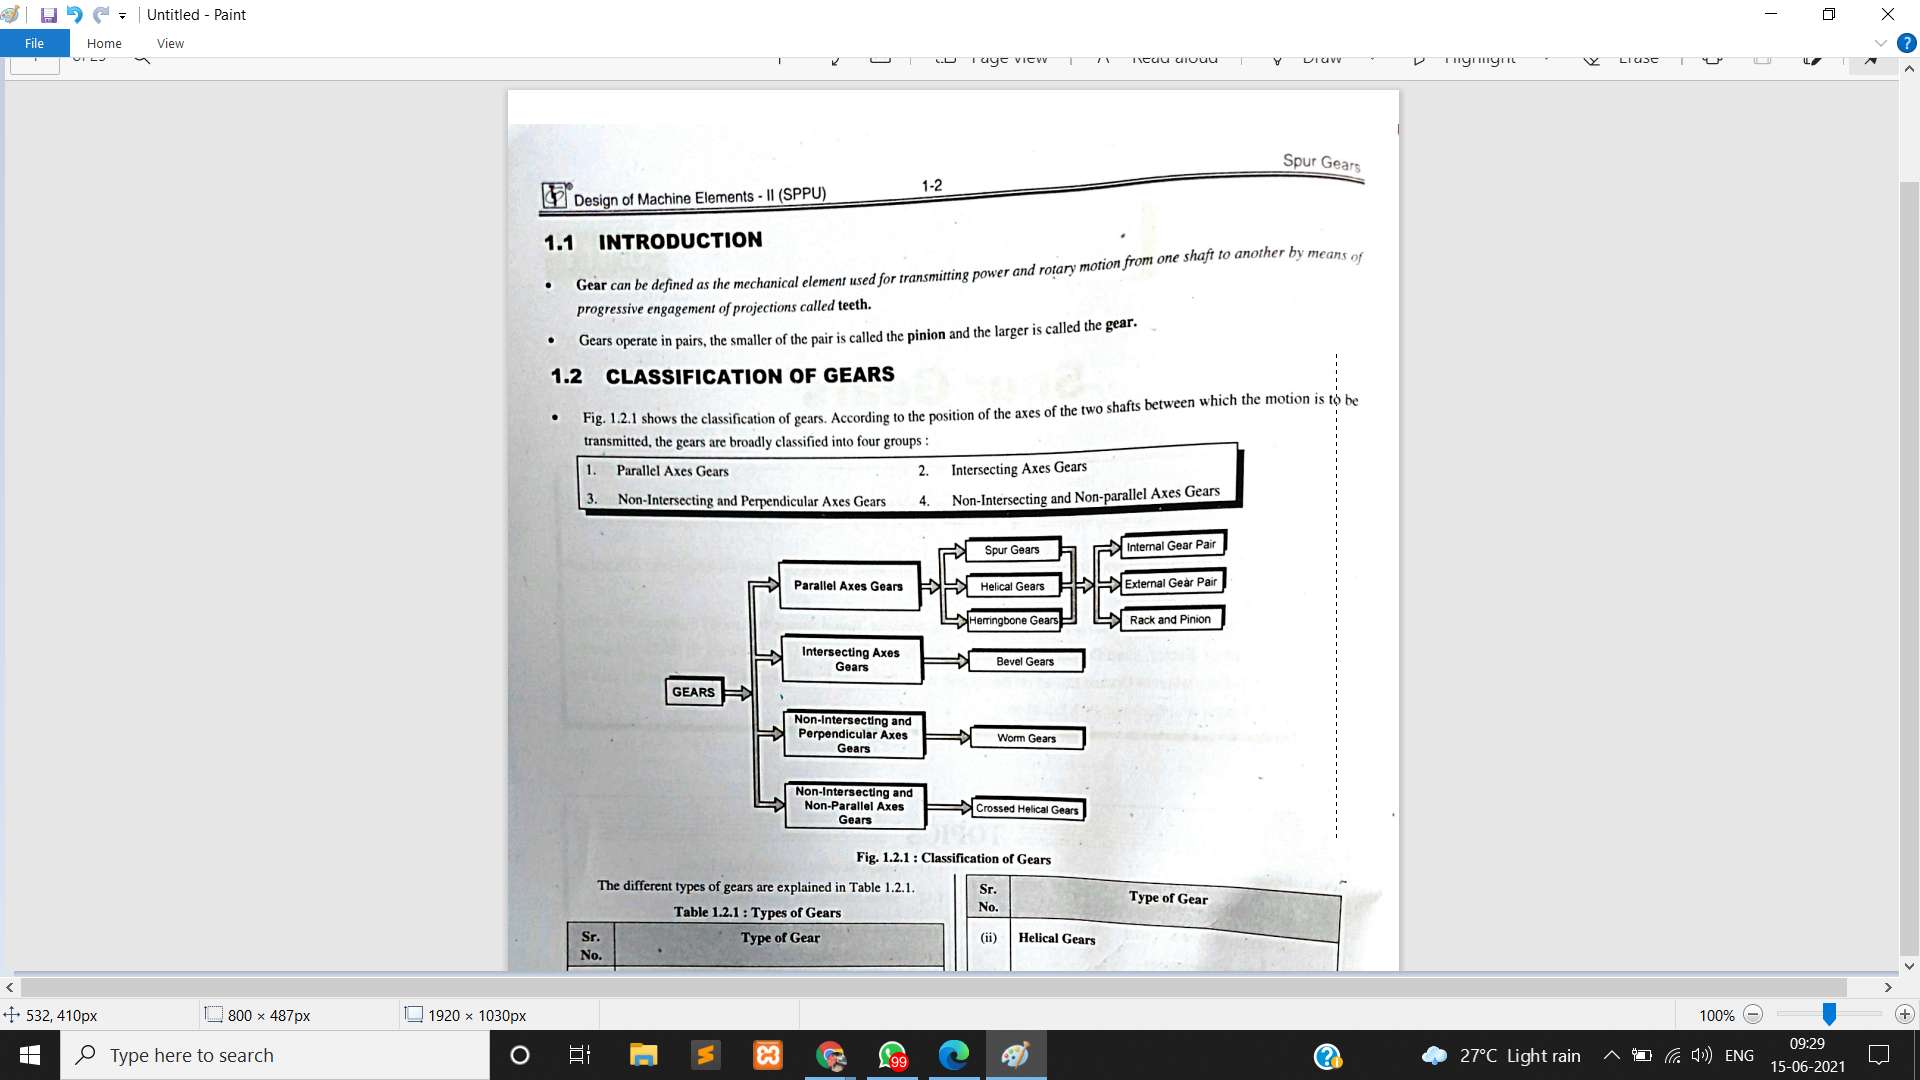 Untitled - Paint
File
Home
View
of 25
Page view
Read aloud
Draw
Highlight
Erase
Spur Gears
Design of Machine Elements - II (SPPU)
1-2
1.1 INTRODUCTION
• Gear can be defined as the mechanical element used for transmitting power and rotary motion from one shaft to another by means of
progressive engagement of projections called teeth.
• Gears operate in pairs, the smaller of the pair is called the pinion and the larger is called the gear.
1.2 CLASSIFICATION OF GEARS
• Fig. 1.2.1 shows the classification of gears. According to the position of the axes of the two shafts between which the motion is to be
transmitted, the gears are broadly classified into four groups :
1. Parallel Axes Gears
2. Intersecting Axes Gears
3. Non-Intersecting and Perpendicular Axes Gears
4. Non-Intersecting and Non-parallel Axes Gears
GEARS
Parallel Axes Gears
Spur Gears
Helical Gears
Herringbone Gears
Internal Gear Pair
External Gear Pair
Rack and Pinion
Intersecting Axes
Gears
Bevel Gears
Non-Intersecting and
Perpendicular Axes
Gears
Worm Gears
Non-Intersecting and
Non-Parallel Axes
Gears
Crossed Helical Gears
Fig. 1.2.1 : Classification of Gears
The different types of gears are explained in Table 1.2.1.
Table 1.2.1 : Types of Gears
Sr.
No.
Type of Gear
Sr.
No.
Type of Gear
(ii) Helical Gears
532, 410px
800 × 487px
1920 × 1030px
100%
Type here to search
99
27°C Light rain
ENG
09:29
15-06-2021